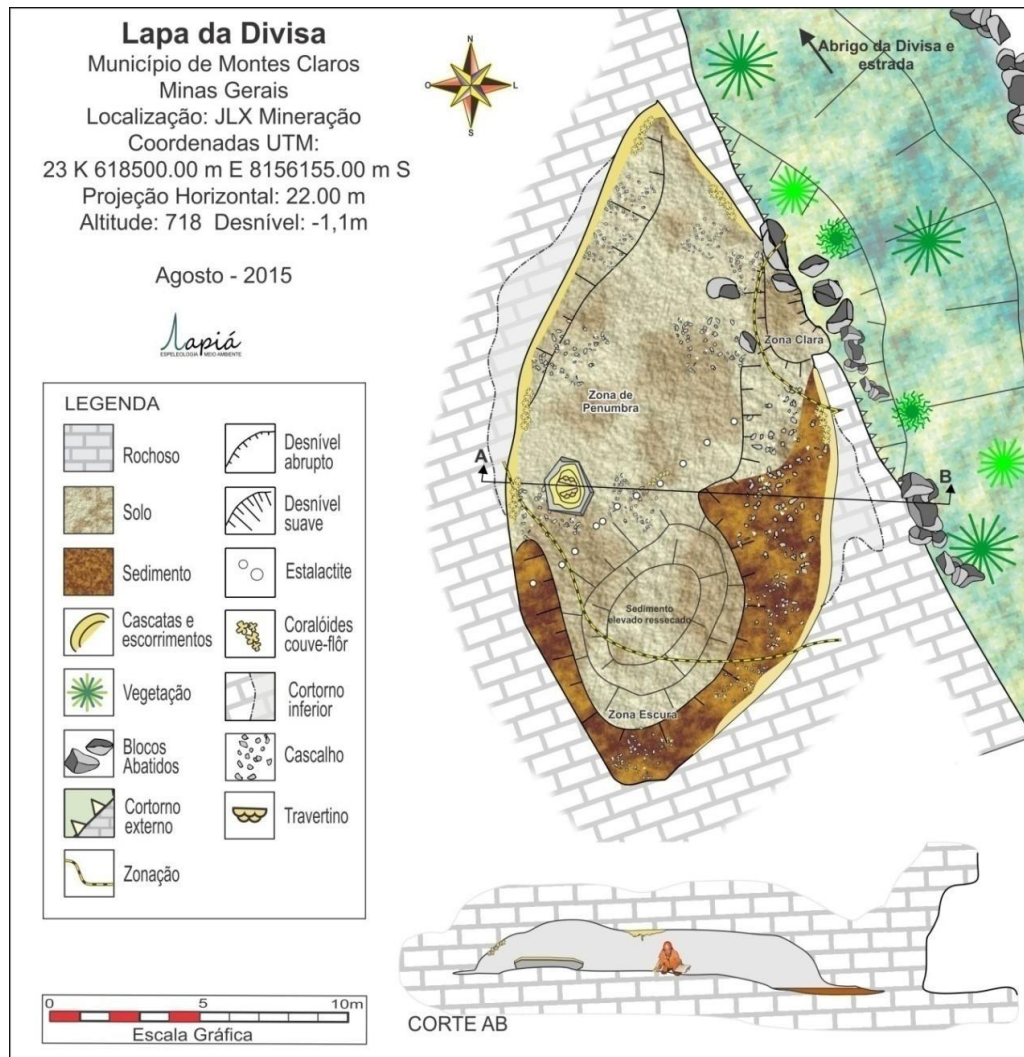 Lapa da Divisa
Município de Montes Claros
Minas Gerais
Localização: JLX Mineração
Coordenadas UTM:
23 K 618500.00 m E 8156155.00 m S
Projeção Horizontal: 22.00 m
Altitude: 718 Desnível: -1,1m
Agosto - 2015
Lapiá
ESPELEOLOGIA MEIO AMBIENTE
N
O
L
S
Abrigo da Divisa e
estrada
Zona Clara
Zona de
Penumbra
A
B
Sedimento
elevado ressecado
Zona Escura
LEGENDA
Rochoso
Desnível
abrupto
Solo
Desnível
suave
Sedimento
Estalactite
Cascatas e
escorrimentos
Coralóides
couve-flôr
Vegetação
Cortorno
inferior
Blocos
Abatidos
Cascalho
Cortorno
externo
Travertino
Zonação
0 5 10m
Escala Gráfica
CORTE AB